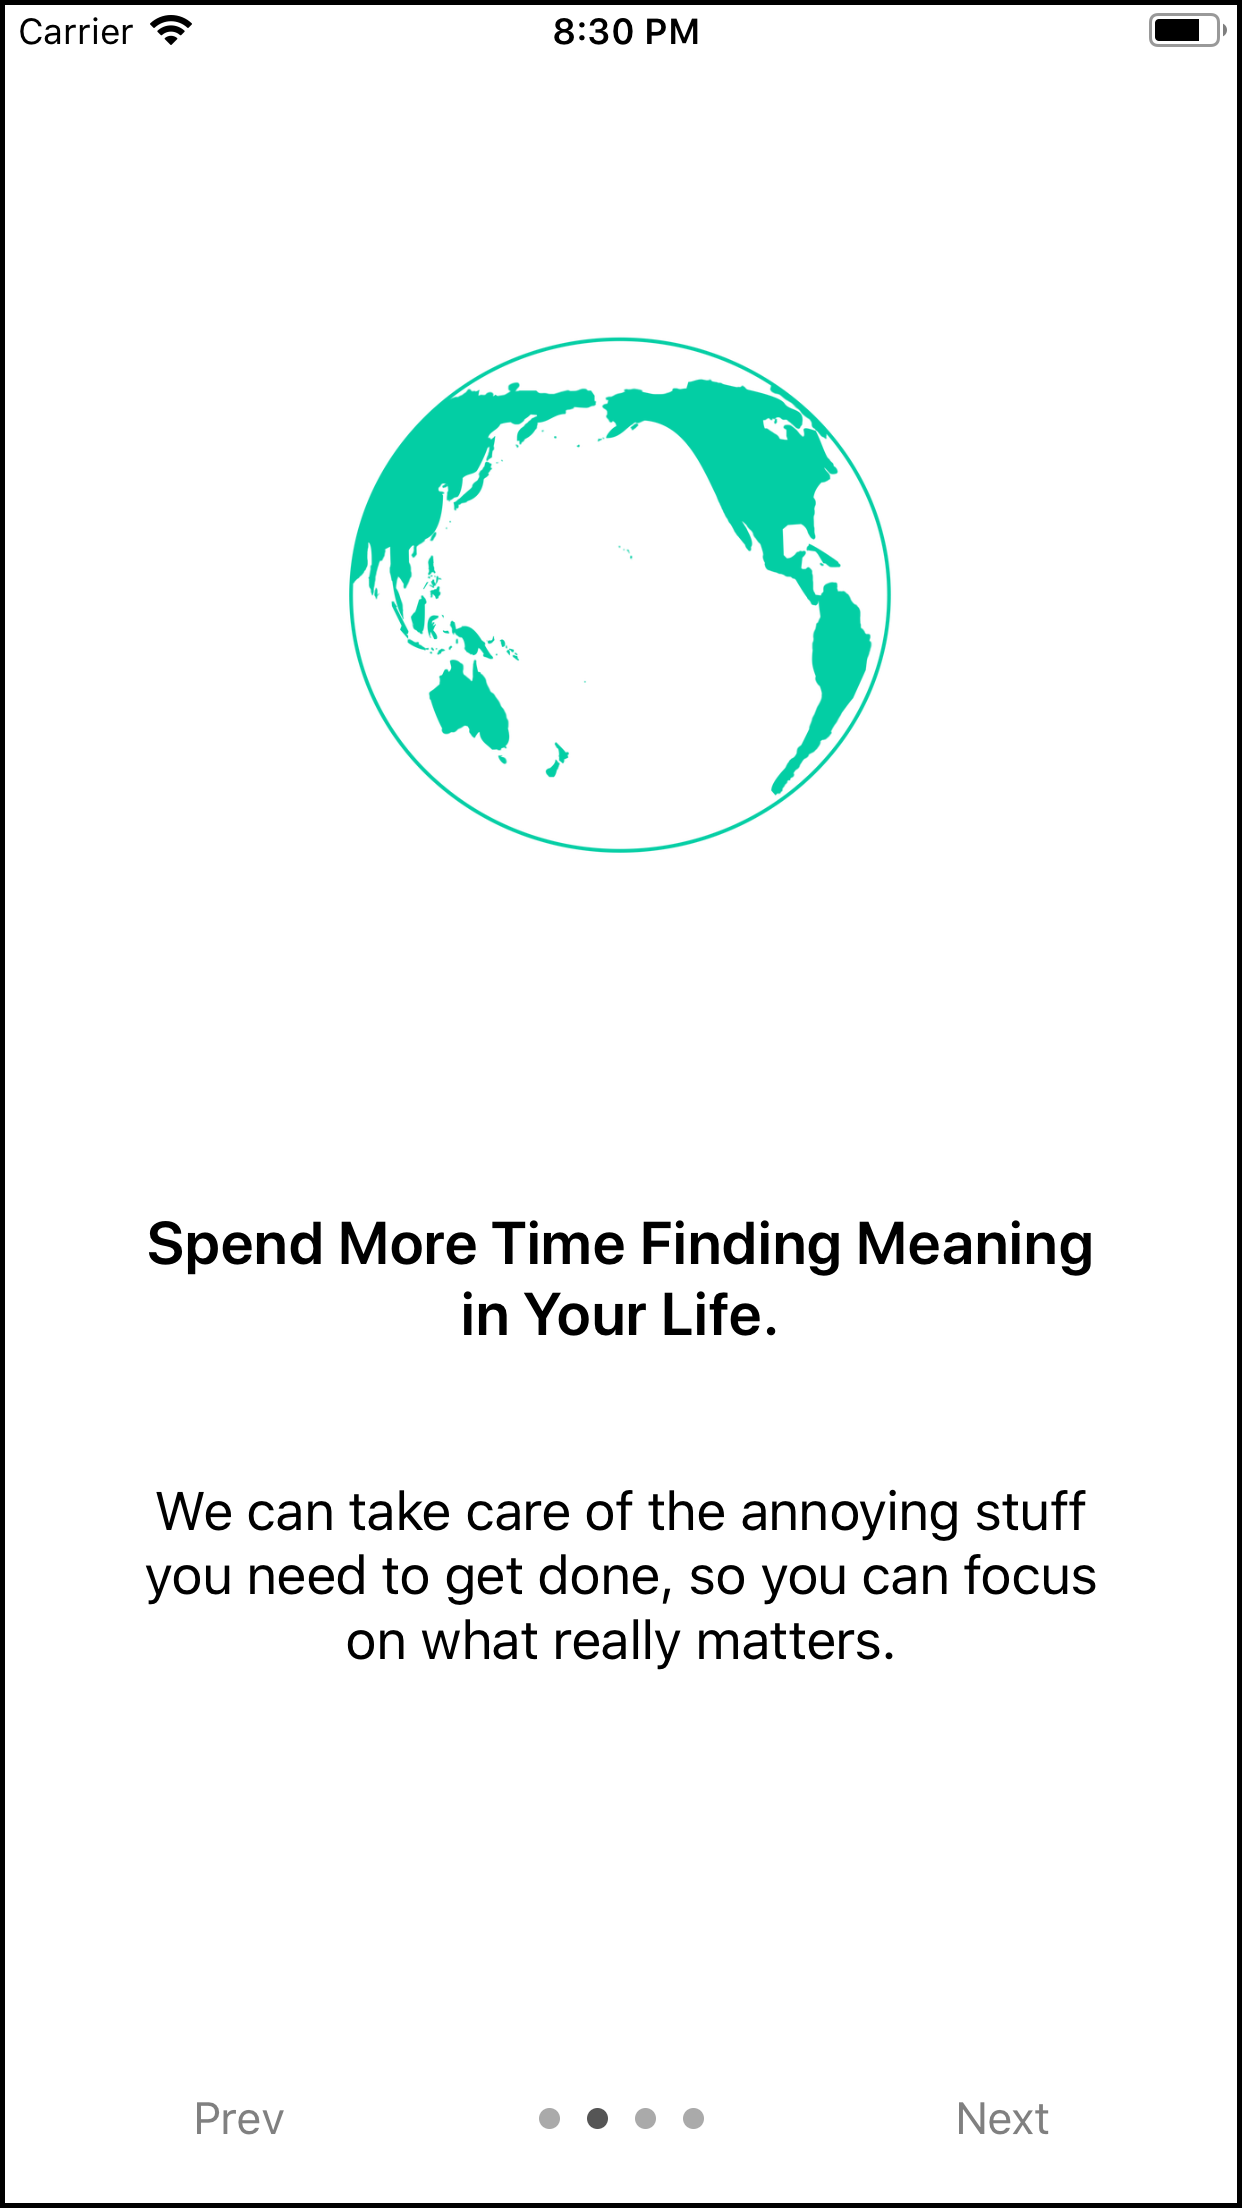 Carrier 8:30 PM
Spend More Time Finding Meaning
in Your Life.
We can take care of the annoying stuff
you need to get done, so you can focus
on what really matters.
Prev Next